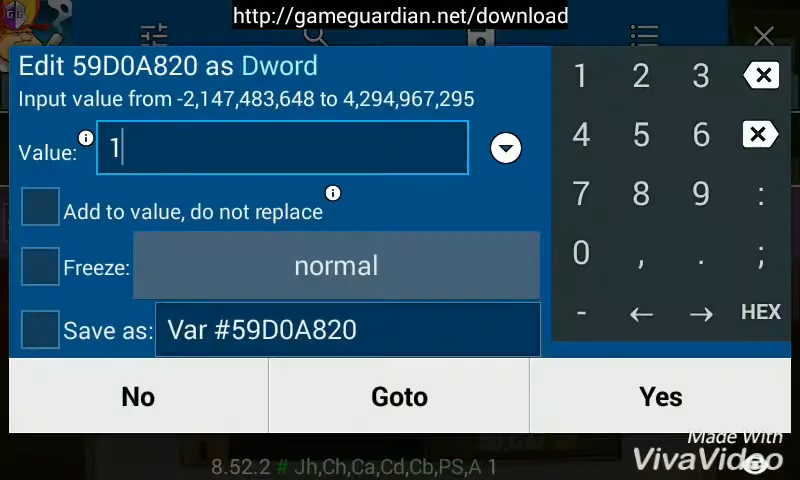 http://gameguardian.net/download
Edit 59D0A820 as Dword
Input value from -2,147,483,648 to 4,294,967,295
Value: 1
Add to value, do not replace
Freeze: normal
Save as: Var #59D0A820
No Goto Yes
1 2 3
4 5 6
7 8 9 :
0 , . ;
- ← → HEX
8.52.2 # Jh,Ch,Ca,Cd,Cb,PS,A 1
Made With
VivaVideo